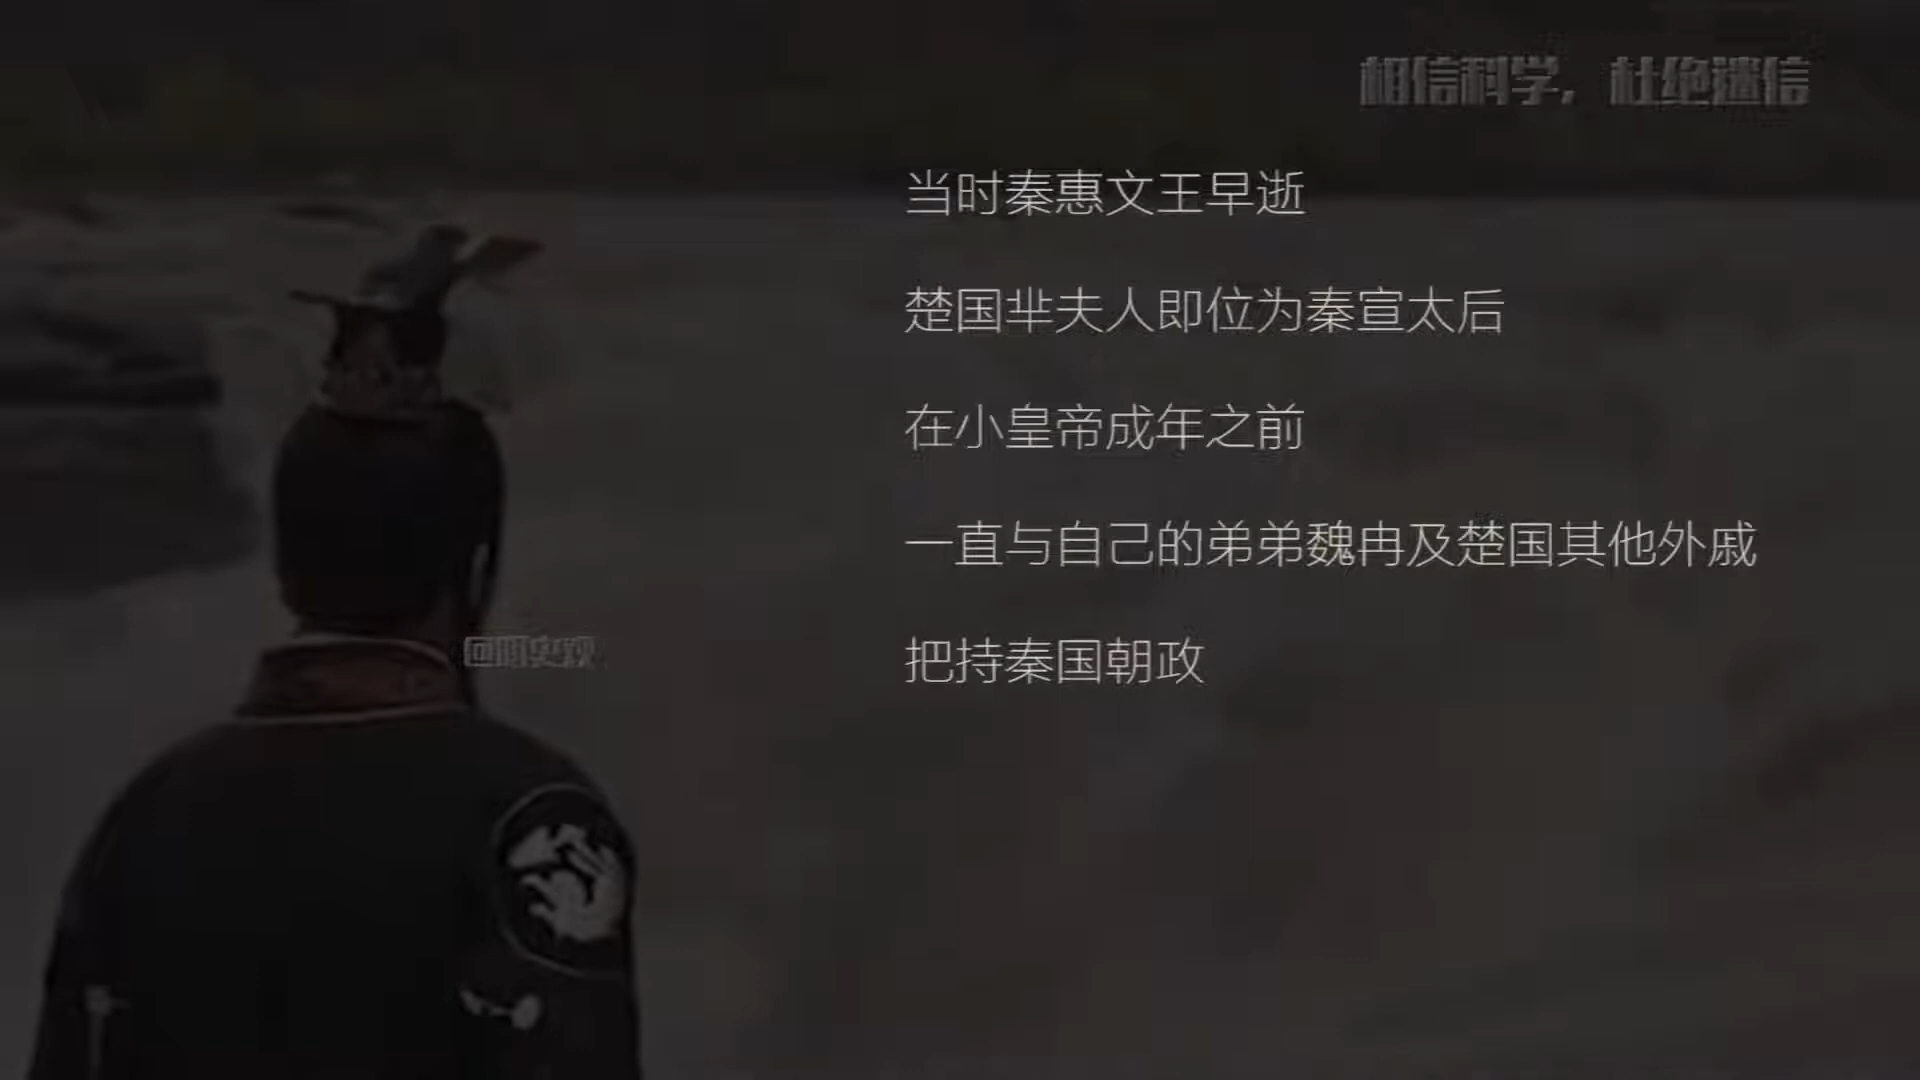 相信科学，杜绝迷信
当时秦惠文王早逝
楚国芈夫人即位为秦宣太后
在小皇帝成年之前
一直与自己的弟弟魏冉及楚国其他外戚
把持秦国朝政